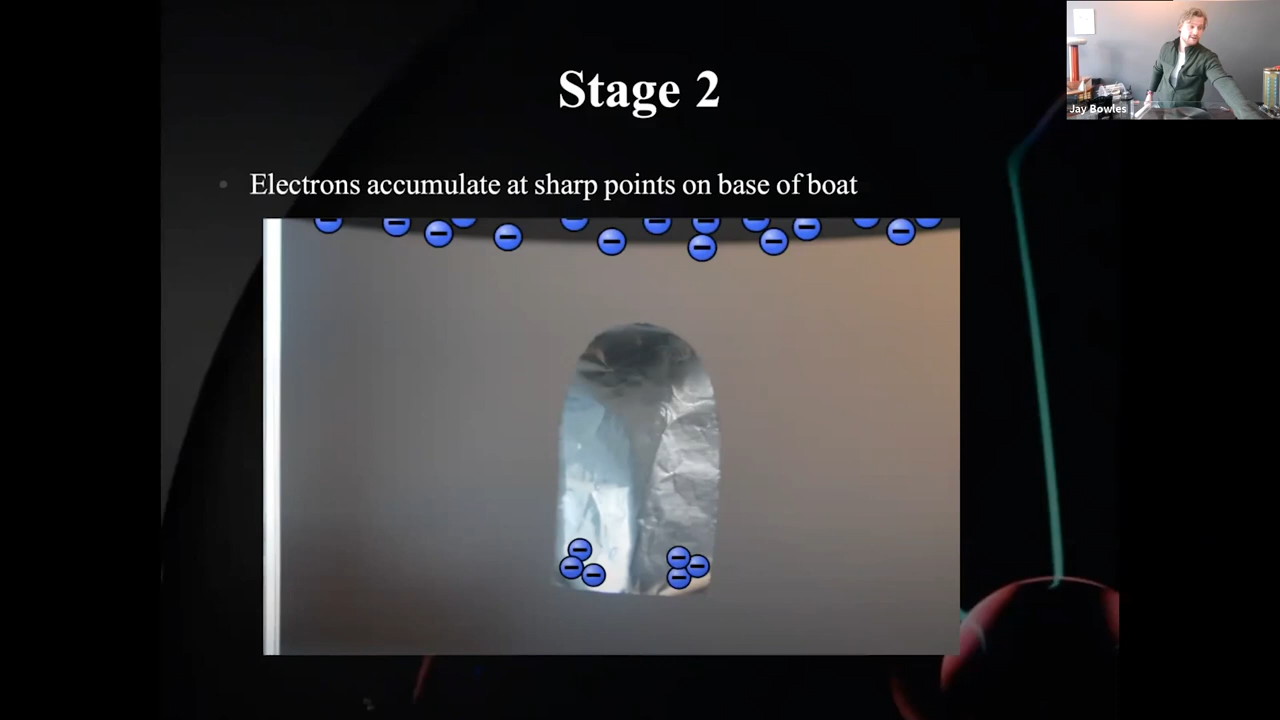 Stage 2
Jay Bowles
• Electrons accumulate at sharp points on base of boat